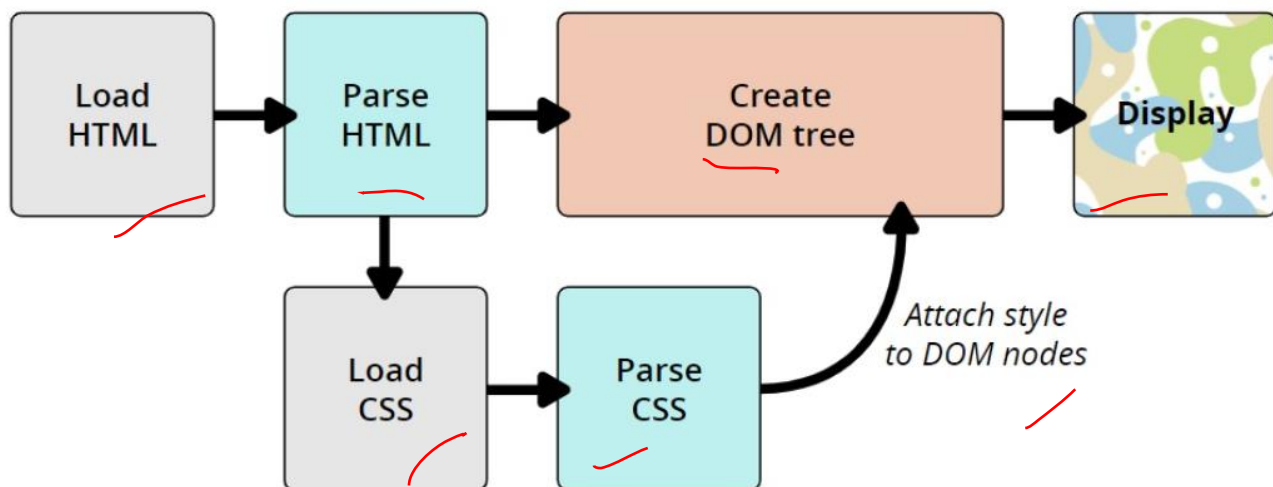 Load
HTML
Parse
HTML
Create
DOM tree
Display
Load
CSS
Parse
CSS
Attach style
to DOM nodes